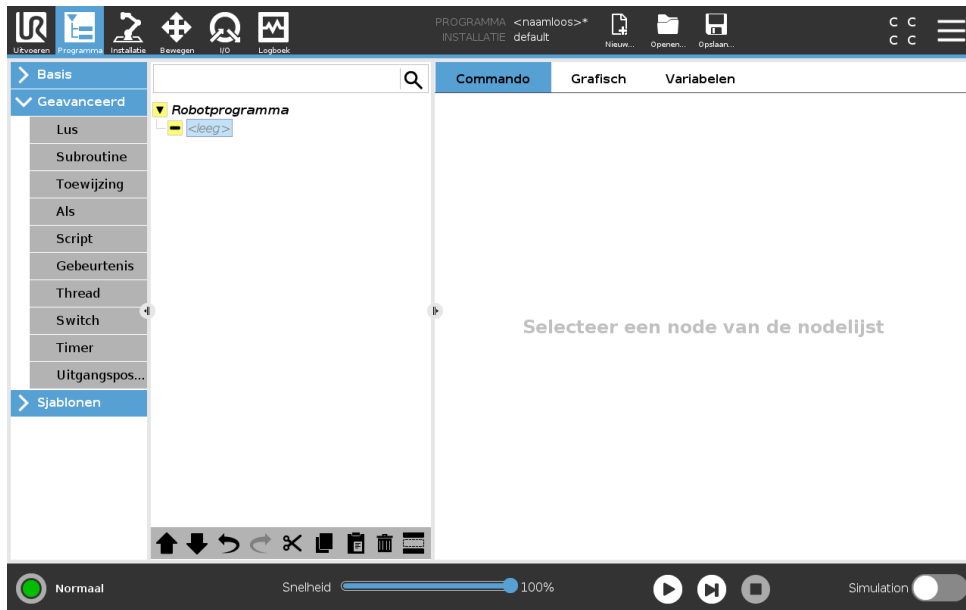 UR
Uitvoeren
Programma
Installatie
Bewegen
I/O
Logboek
PROGRAMMA <naamloos>*
INSTALLATIE default
Nieuw...
Openen...
Opslaan...
C C
C C
Basis
Geavanceerd
Lus
Subroutine
Toewijzing
Als
Script
Gebeurtenis
Thread
Switch
Timer
Uitgangspos...
Sjablonen
Robotprogramma
<leeg>
Commando
Grafisch
Variabelen
Selecteer een node van de nodelijst
Normaal
Snelheid
100%
Simulation